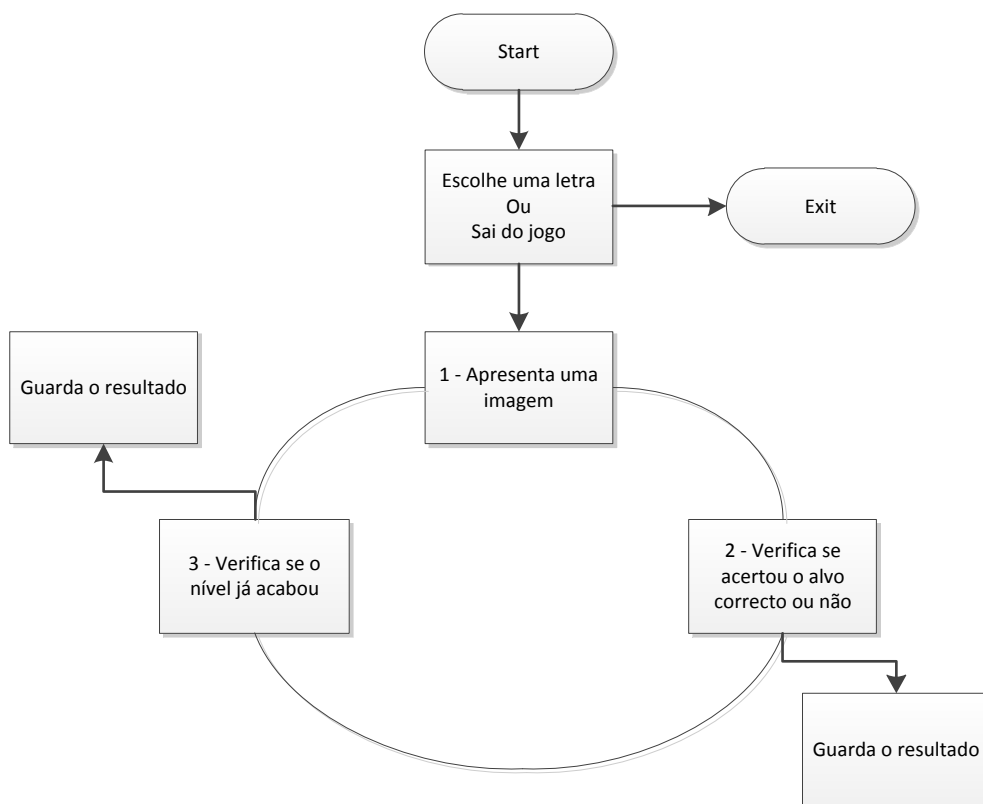 Start
Escolhe uma letra
Ou
Sai do jogo
Exit
1 - Apresenta uma
imagem
Guarda o resultado
3 - Verifica se o
nível já acabou
2 - Verifica se
acertou o alvo
correcto ou não
Guarda o resultado